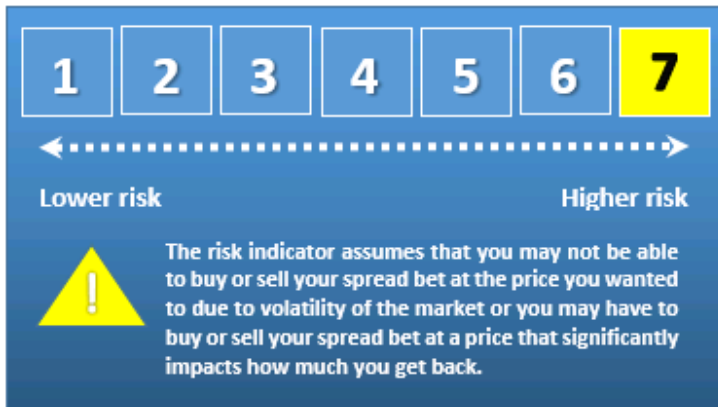 1 2 3 4 5 6 7
Lower risk Higher risk
!
The risk indicator assumes that you may not be able
to buy or sell your spread bet at the price you wanted
to due to volatility of the market or you may have to
buy or sell your spread bet at a price that significantly
impacts how much you get back.